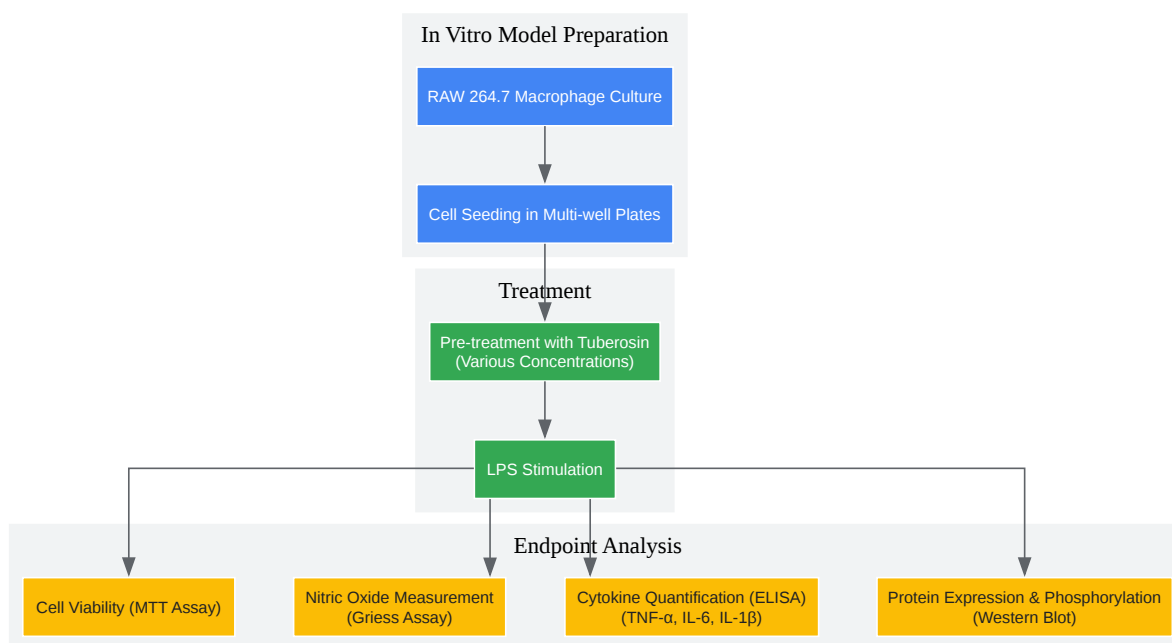 In Vitro Model Preparation
RAW 264.7 Macrophage Culture
Cell Seeding in Multi-well Plates
Treatment
Pre-treatment with Tuberosin
(Various Concentrations)
LPS Stimulation
Endpoint Analysis
Cell Viability (MTT Assay)
Nitric Oxide Measurement
(Griess Assay)
Cytokine Quantification (ELISA)
(TNF-α, IL-6, IL-1β)
Protein Expression & Phosphorylation
(Western Blot)